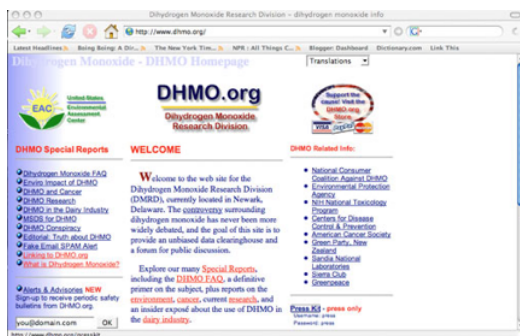 Dihydrogen Monoxide Research Division - dihydrogen monoxide info
http://www.dhmo.org/
Latest Headlines
Boing Boing: A Dir...
The New York Tim...
NPR : All Things C...
Blogger: Dashboard
Dictionary.com
Link This
Dihydrogen Monoxide - DHMO Homepage
Translations
EAC
United States
Environmental
Assessment
Center
DHMO.org
Dihydrogen Monoxide
Research Division
Support the
cause! Visit the
DHMO.org
Store
VISA
DHMO Special Reports
Dihydrogen Monoxide FAQ
Enviro Impact of DHMO
DHMO and Cancer
DHMO Research
DHMO in the Dairy Industry
MSDS for DHMO
DHMO Conspiracy
Editorial: Truth about DHMO
Fake Email SPAM Alert
Linking to DHMO.org
What is Dihydrogen Monoxide?
Alerts & Advisories NEW
Sign-up to receive periodic safety
bulletins from DHMO.org.
you@domain.com
OK
WELCOME
Welcome to the web site for the
Dihydrogen Monoxide Research Division
(DMRD), currently located in Newark,
Delaware. The controversy surrounding
dihydrogen monoxide has never been more
widely debated, and the goal of this site is to
provide an unbiased data clearinghouse and
a forum for public discussion.
Explore our many Special Reports,
including the DHMO FAQ, a definitive
primer on the subject, plus reports on the
environment, cancer, current research, and
an insider exposé about the use of DHMO in
the dairy industry.
DHMO Related Info:
National Consumer
Coalition Against DHMO
Environmental Protection
Agency
NIH National Toxicology
Program
Centers for Disease
Control & Prevention
American Cancer Society
Green Party, New
Zealand
Sandia National
Laboratories
Sierra Club
Greenpeace
Press Kit - press only
Username: press
Password: press